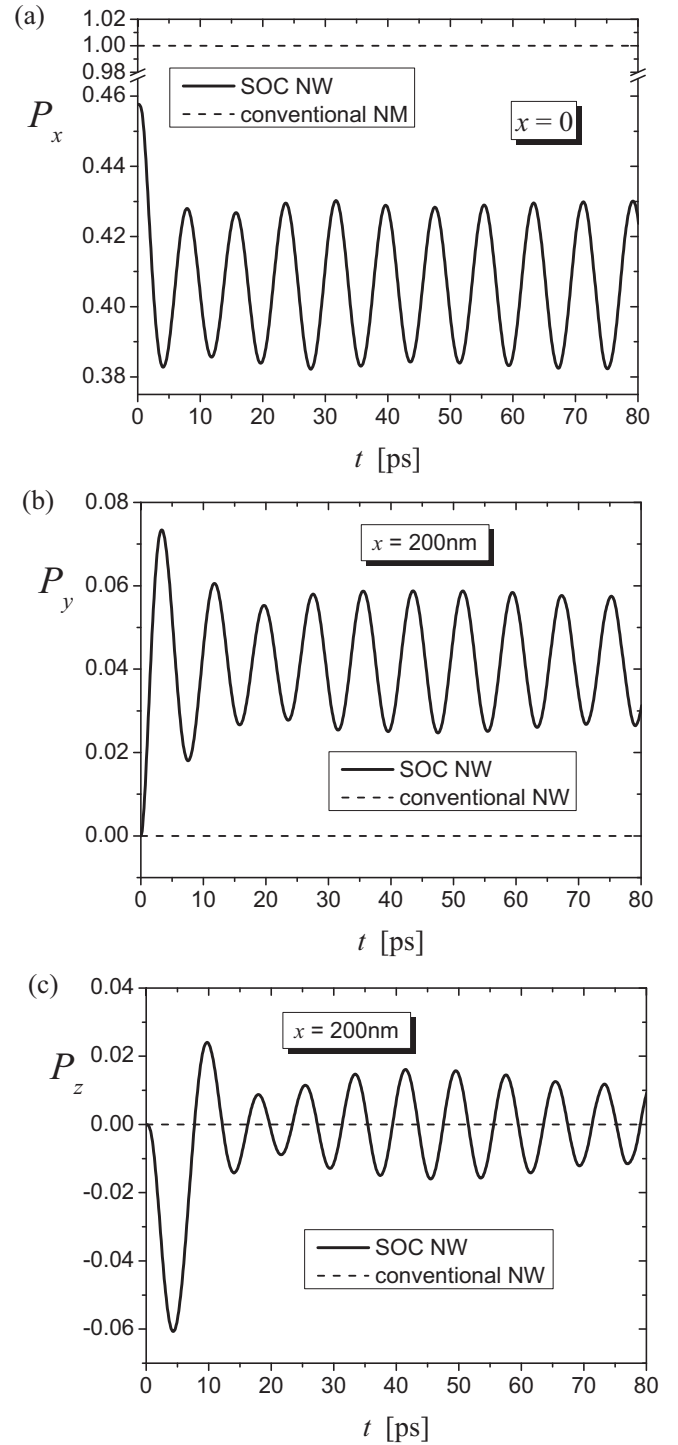 (a)
1.02
1.00
0.98
0.46
0.43
0.42
0.40
0.38
P_x
SOC NW
conventional NM
x = 0
0 10 20 30 40 50 60 70 80
t [ps]
(b)
0.08
0.06
0.04
0.02
0.00
P_y
x = 200nm
SOC NW
conventional NW
0 10 20 30 40 50 60 70 80
t [ps]
(c)
0.04
0.02
0.00
-0.02
-0.04
-0.06
P_z
x = 200nm
SOC NW
conventional NW
0 10 20 30 40 50 60 70 80
t [ps]